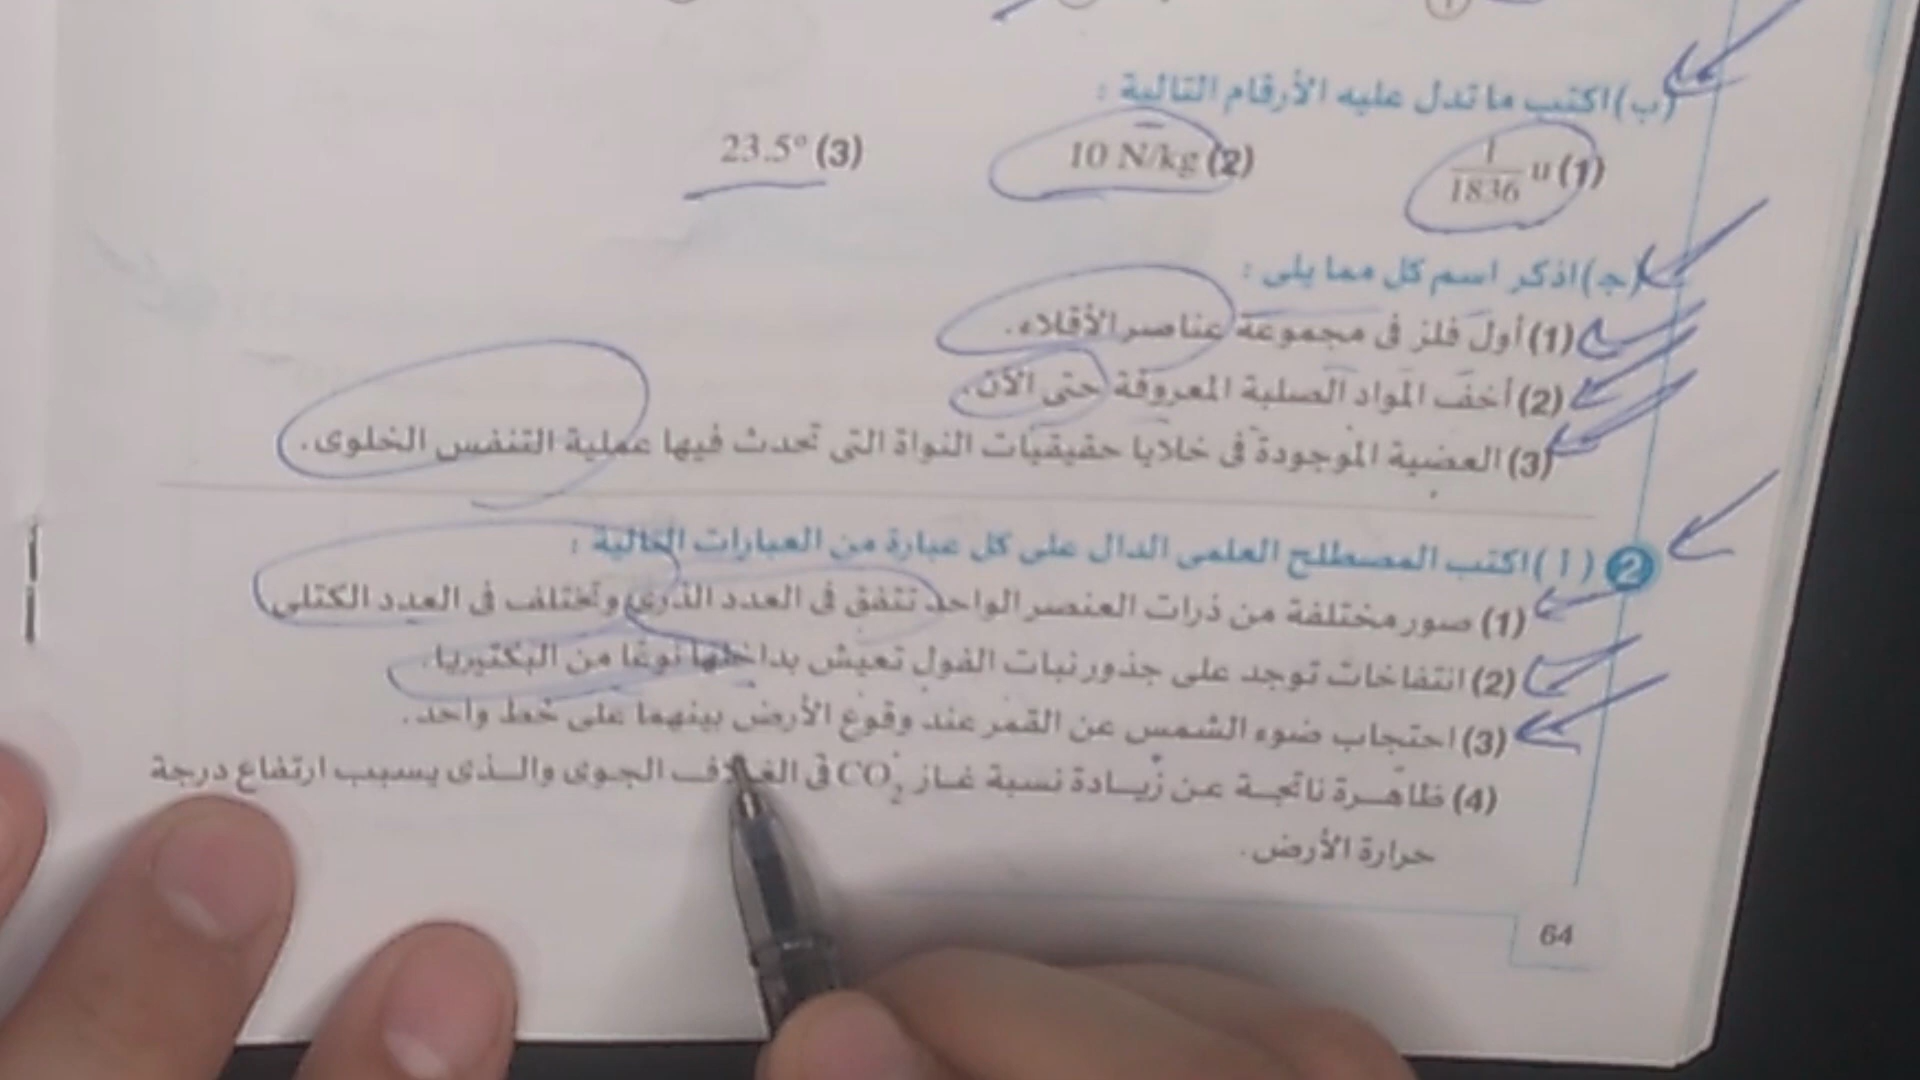 (ب) اكتب ما تدل عليه الأرقام التالية :
(1) 1/1836 u (2) 10 N/kg (3) 23.5°
(جـ) اذكر اسم كل مما يلى :
(1) أول فلز فى مجموعة عناصر الأقلاء.
(2) أخف المواد الصلبة المعروفة حتى الآن.
(3) العضية الموجودة فى خلايا حقيقيات النواة التى تحدث فيها عملية التنفس الخلوى.
2 ( أ ) اكتب المصطلح العلمى الدال على كل عبارة من العبارات التالية :
(1) صور مختلفة من ذرات العنصر الواحد تتفق فى العدد الذرى وتختلف فى العدد الكتلى
(2) انتفاخات توجد على جذور نبات الفول تعيش بداخلها نوعًا من البكتيريا.
(3) احتجاب ضوء الشمس عن القمر عند وقوع الأرض بينهما على خط واحد.
(4) ظاهرة ناتجة عن زيادة نسبة غاز CO₂ فى الغلاف الجوى والذى يسبب ارتفاع درجة
حرارة الأرض.
64